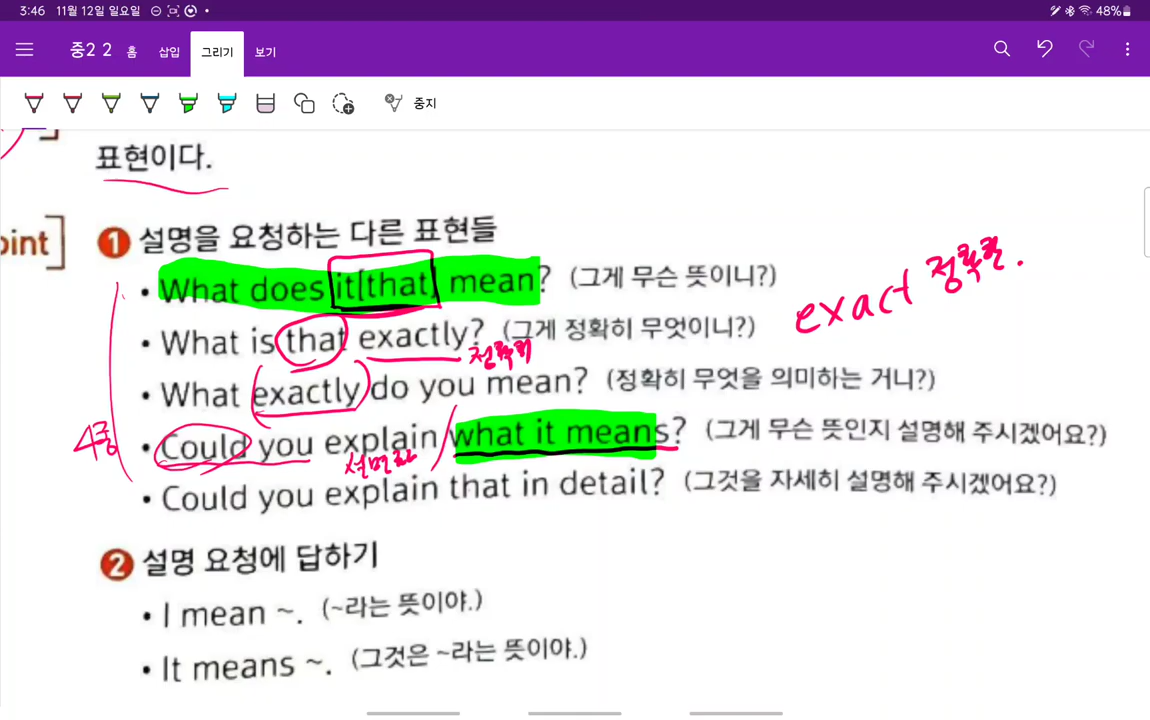 3:46 11월 12일 일요일 48%
중2 2 홈 삽입 그리기 보기
중지
표현이다.
oint]
1 설명을 요청하는 다른 표현들
• What does it[that] mean? (그게 무슨 뜻이니?)
exact 정확한.
• What is that exactly? (그게 정확히 무엇이니?)
정확히
• What exactly do you mean? (정확히 무엇을 의미하는 거니?)
• Could you explain / what it means? (그게 무슨 뜻인지 설명해 주시겠어요?)
설명하
• Could you explain that in detail? (그것을 자세히 설명해 주시겠어요?)
2 설명 요청에 답하기
• I mean ~. (~라는 뜻이야.)
• It means ~. (그것은 ~라는 뜻이야.)